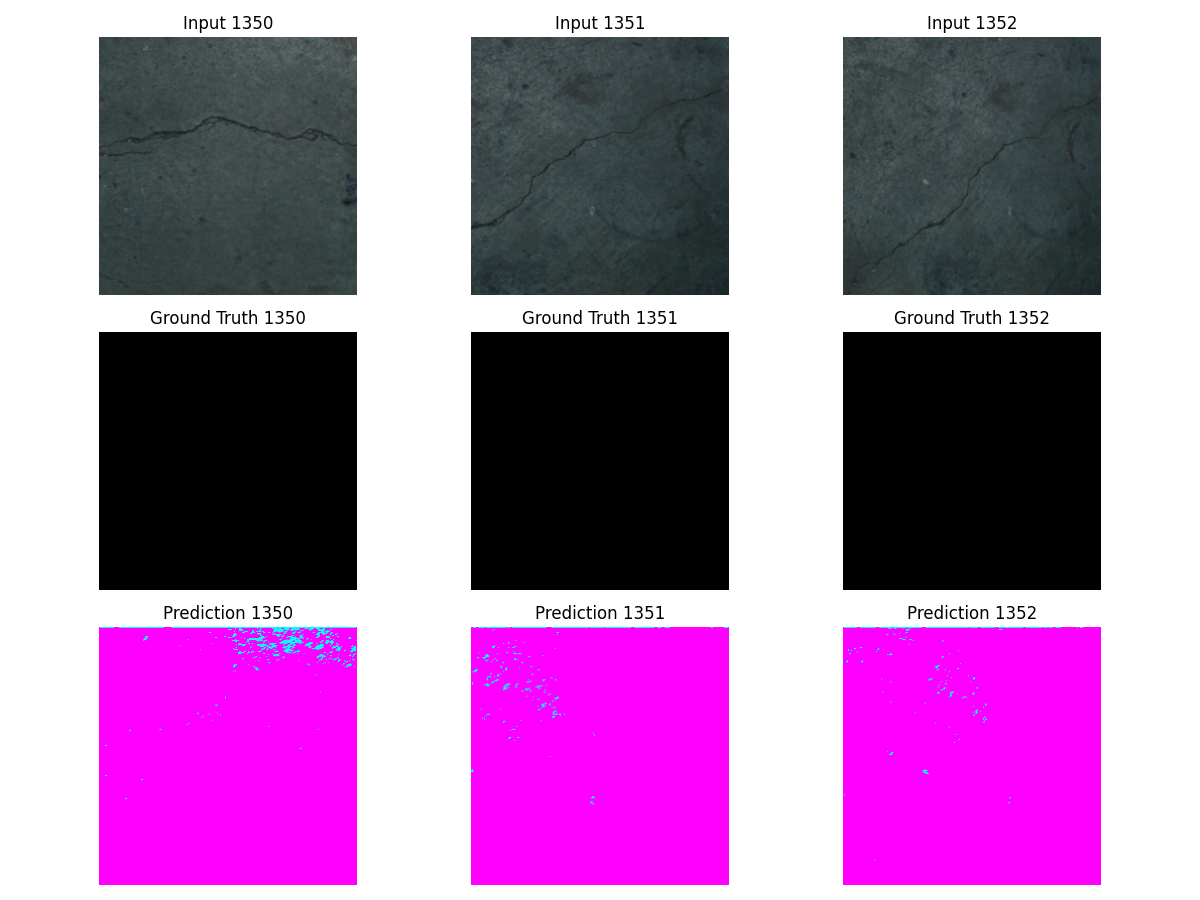 Input 1350
Input 1351
Input 1352
Ground Truth 1350
Ground Truth 1351
Ground Truth 1352
Prediction 1350
Prediction 1351
Prediction 1352